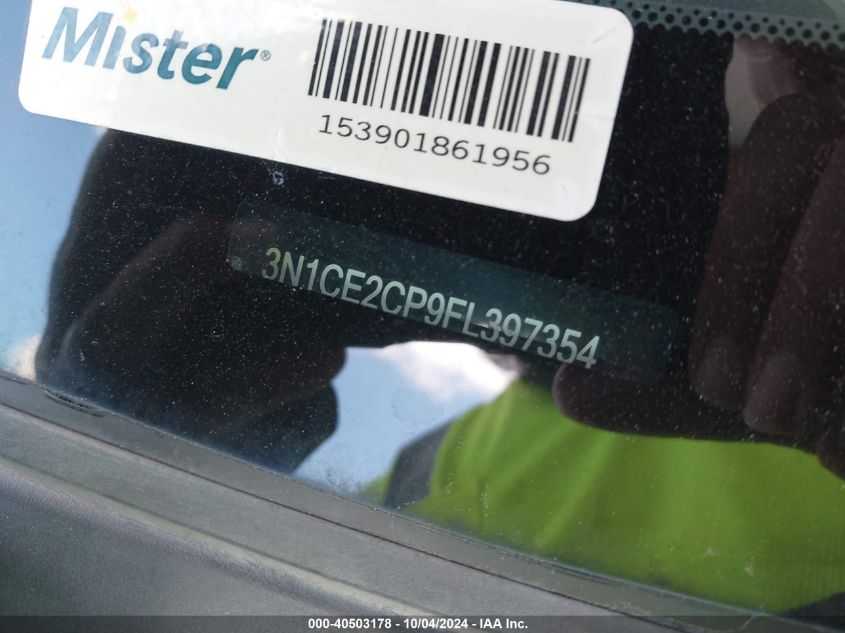 Mister®
153901861956
3N1CE2CP9FL397354
000-40503178 - 10/04/2024 - IAA Inc.